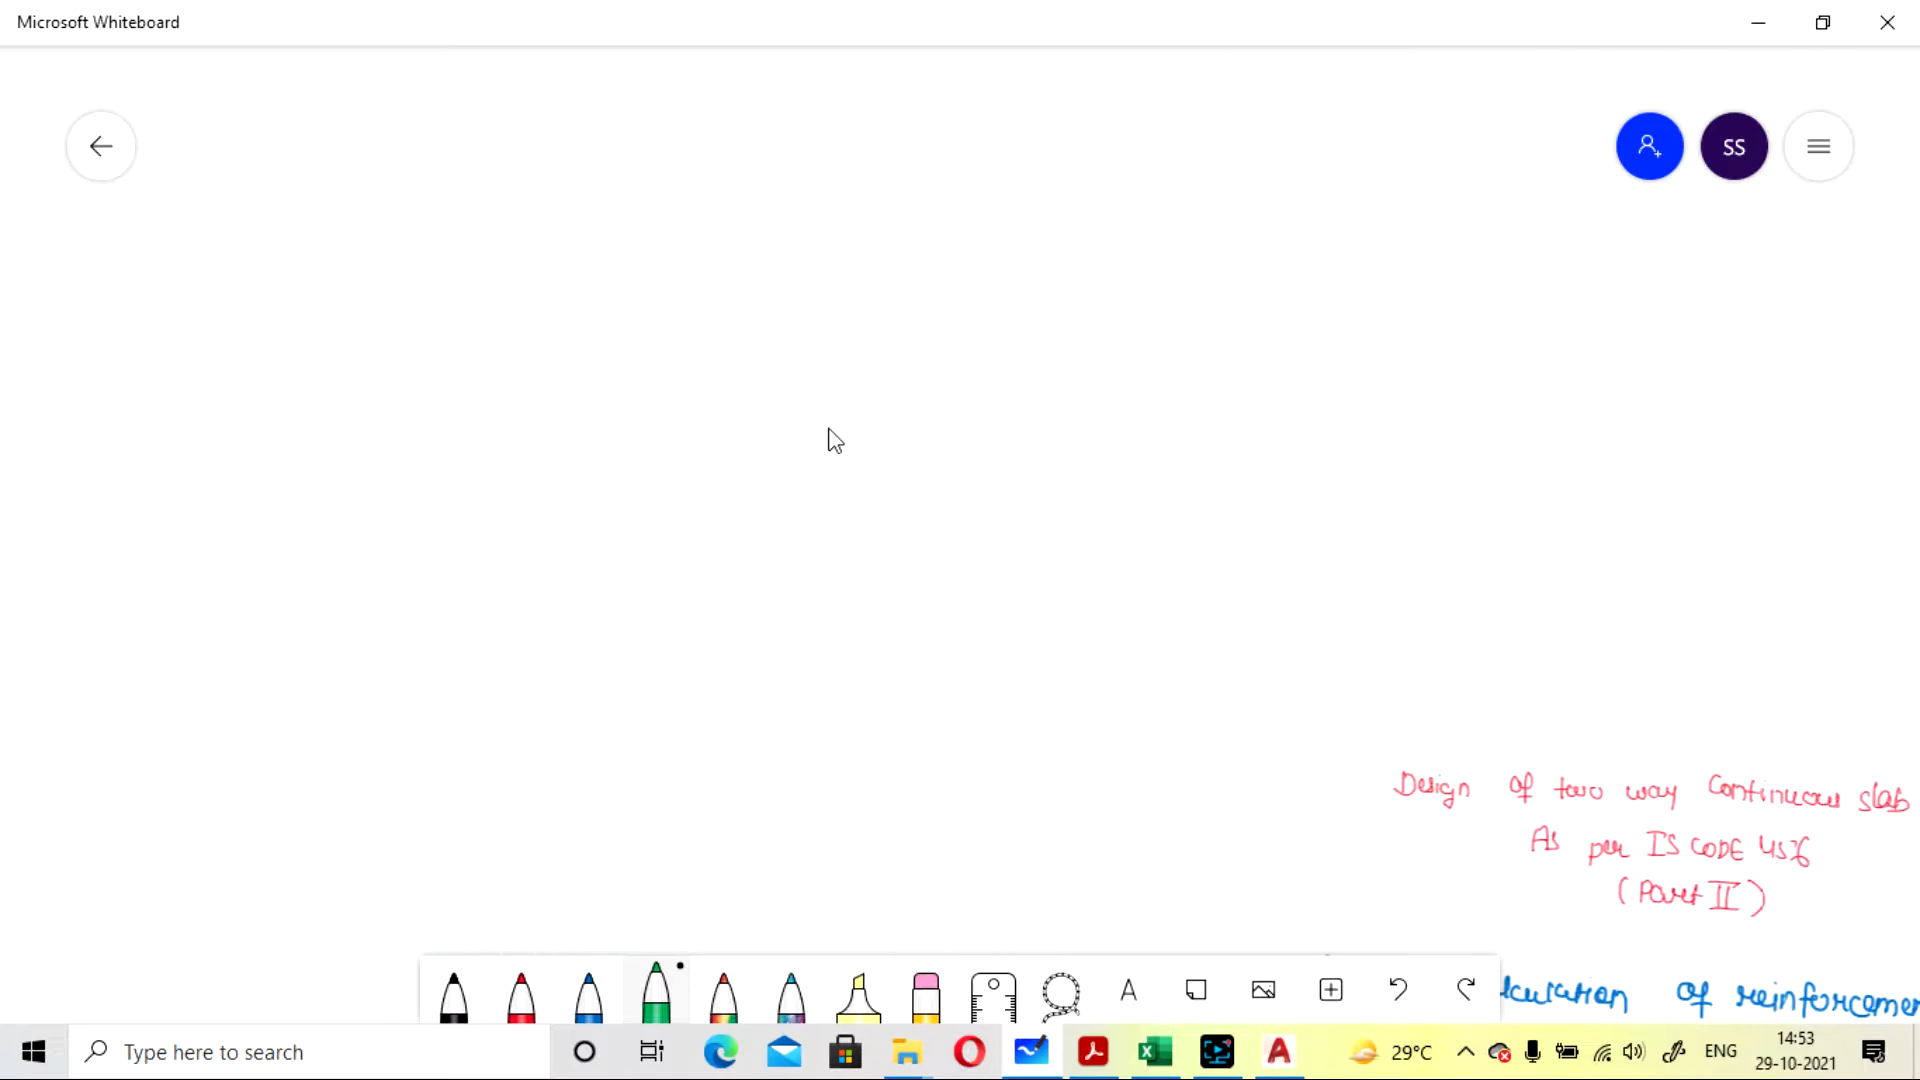 Microsoft Whiteboard
SS
Design of two way Continuous slab
As per IS CODE 456
(Part II)
A
lculation of reinforcemen
Type here to search
29°C
ENG
14:53
29-10-2021